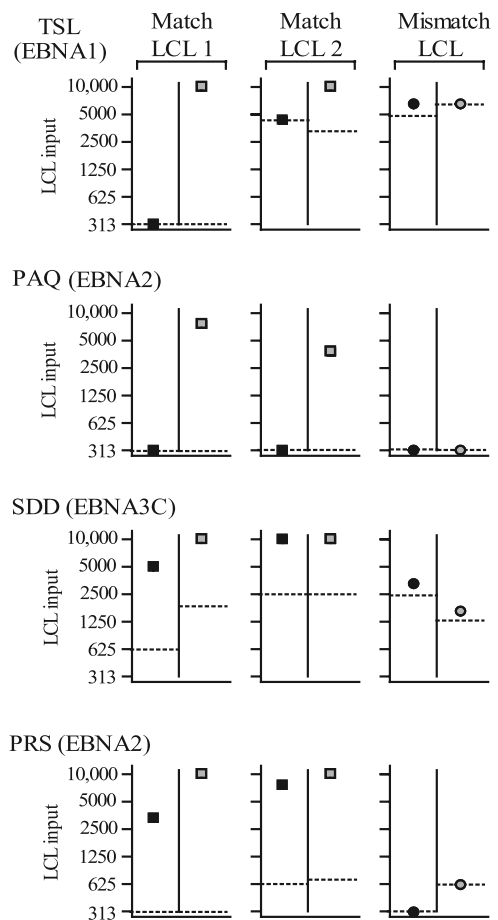 TSL Match Match Mismatch
(EBNA1) LCL 1 LCL 2 LCL
LCL input
10,000
5000
2500
1250
625
313
PAQ (EBNA2)
LCL input
10,000
5000
2500
1250
625
313
SDD (EBNA3C)
LCL input
10,000
5000
2500
1250
625
313
PRS (EBNA2)
LCL input
10,000
5000
2500
1250
625
313